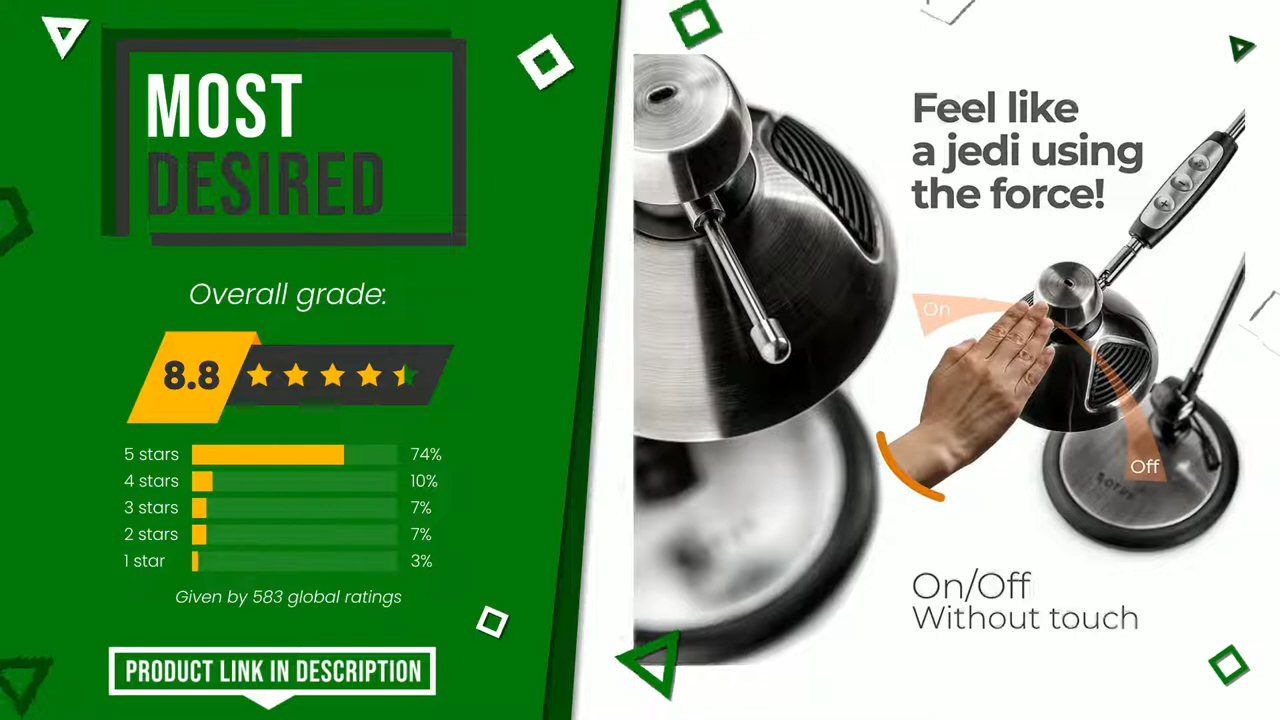 MOST
DESIRED
Overall grade:
8.8
5 stars 74%
4 stars 10%
3 stars 7%
2 stars 7%
1 star 3%
Given by 583 global ratings
PRODUCT LINK IN DESCRIPTION
Feel like
a jedi using
the force!
On
Off
On/Off
Without touch